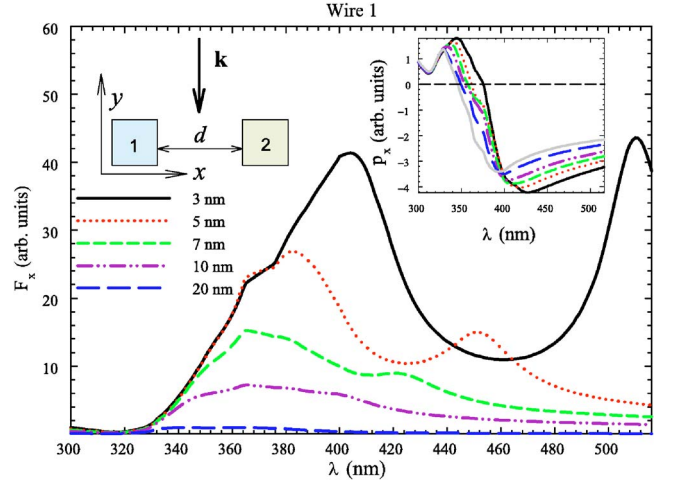 Wire 1
60
50
40
30
20
10
F x (arb. units)
300
320
340
360
380
400
420
440
460
480
500
λ (nm)
k
y
x
d
1
2
3 nm
5 nm
7 nm
10 nm
20 nm
1
0
-1
-2
-3
-4
p x (arb. units)
300
350
400
450
500
λ (nm)